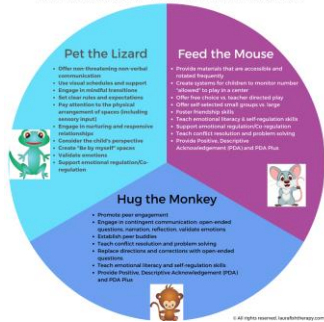 Pet the Lizard
• Offer non-threatening non-verbal
communication
• Use visual schedules and support
• Engage in mindful transitions
• Set clear rules and expectations
• Pay attention to the physical
arrangement of spaces (including
sensory input)
• Engage in nurturing and responsive
relationships
• Consider the child's perspective
• Create "Be by myself" spaces
• Validate emotions
• Support emotional regulation/Co-
regulation
Feed the Mouse
• Provide materials that are accessible and
rotated frequently
• Create systems for children to monitor number
"allowed" to play in a center
• Offer free choice vs. teacher directed play
• Offer self-selected small groups vs. large
• Foster friendship skills
• Teach emotional literacy & self-regulation skills
• Support emotional regulation/Co regulation
• Teach conflict resolution and problem solving
• Provide Positive, Descriptive
Acknowledgement (PDA) and PDA Plus
Hug the Monkey
• Promote peer engagement
• Engage in contingent communication: open-ended
questions, narration, reflection, validate emotions
• Establish peer buddies
• Teach conflict resolution and problem solving
• Replace directions and corrections with open-ended
questions
• Teach emotional literacy and self-regulation skills
• Provide Positive, Descriptive Acknowledgement (PDA)
and PDA Plus
© All rights reserved, laurafishtherapy.com